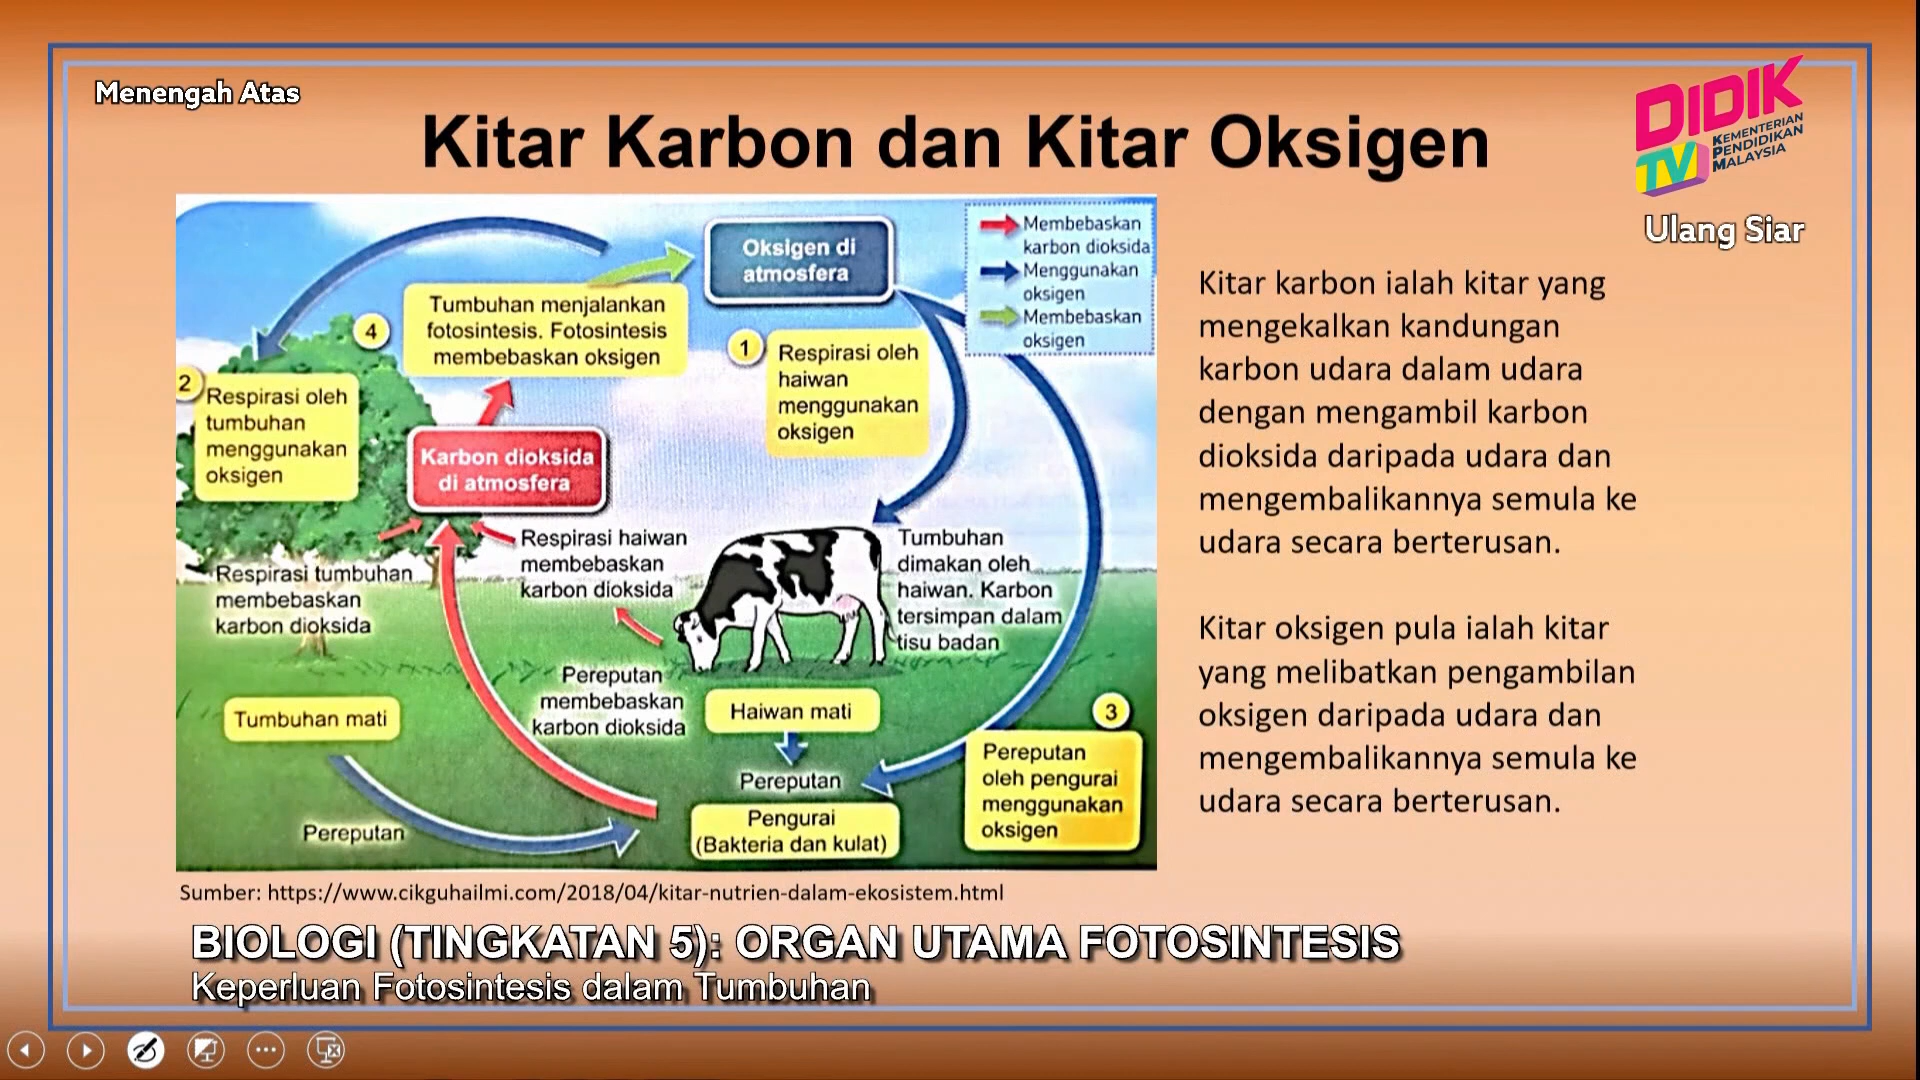 Menengah Atas
Kitar Karbon dan Kitar Oksigen
DIDIK
TV
KEMENTERIAN
PENDIDIKAN
MALAYSIA
Ulang Siar
Oksigen di
atmosfera
Membebaskan
karbon dioksida
Menggunakan
oksigen
Membebaskan
oksigen
4
Tumbuhan menjalankan
fotosintesis. Fotosintesis
membebaskan oksigen
1
Respirasi oleh
haiwan
menggunakan
oksigen
2
Respirasi oleh
tumbuhan
menggunakan
oksigen
Karbon dioksida
di atmosfera
Respirasi haiwan
membebaskan
karbon dioksida
Tumbuhan
dimakan oleh
haiwan. Karbon
tersimpan dalam
tisu badan
Respirasi tumbuhan
membebaskan
karbon dioksida
Pereputan
membebaskan
karbon dioksida
Tumbuhan mati
Haiwan mati
3
Pereputan
oleh pengurai
menggunakan
oksigen
Pereputan
Pereputan
Pengurai
(Bakteria dan kulat)
Kitar karbon ialah kitar yang
mengekalkan kandungan
karbon udara dalam udara
dengan mengambil karbon
dioksida daripada udara dan
mengembalikannya semula ke
udara secara berterusan.
Kitar oksigen pula ialah kitar
yang melibatkan pengambilan
oksigen daripada udara dan
mengembalikannya semula ke
udara secara berterusan.
Sumber: https://www.cikguhailmi.com/2018/04/kitar-nutrien-dalam-ekosistem.html
BIOLOGI (TINGKATAN 5): ORGAN UTAMA FOTOSINTESIS
Keperluan Fotosintesis dalam Tumbuhan